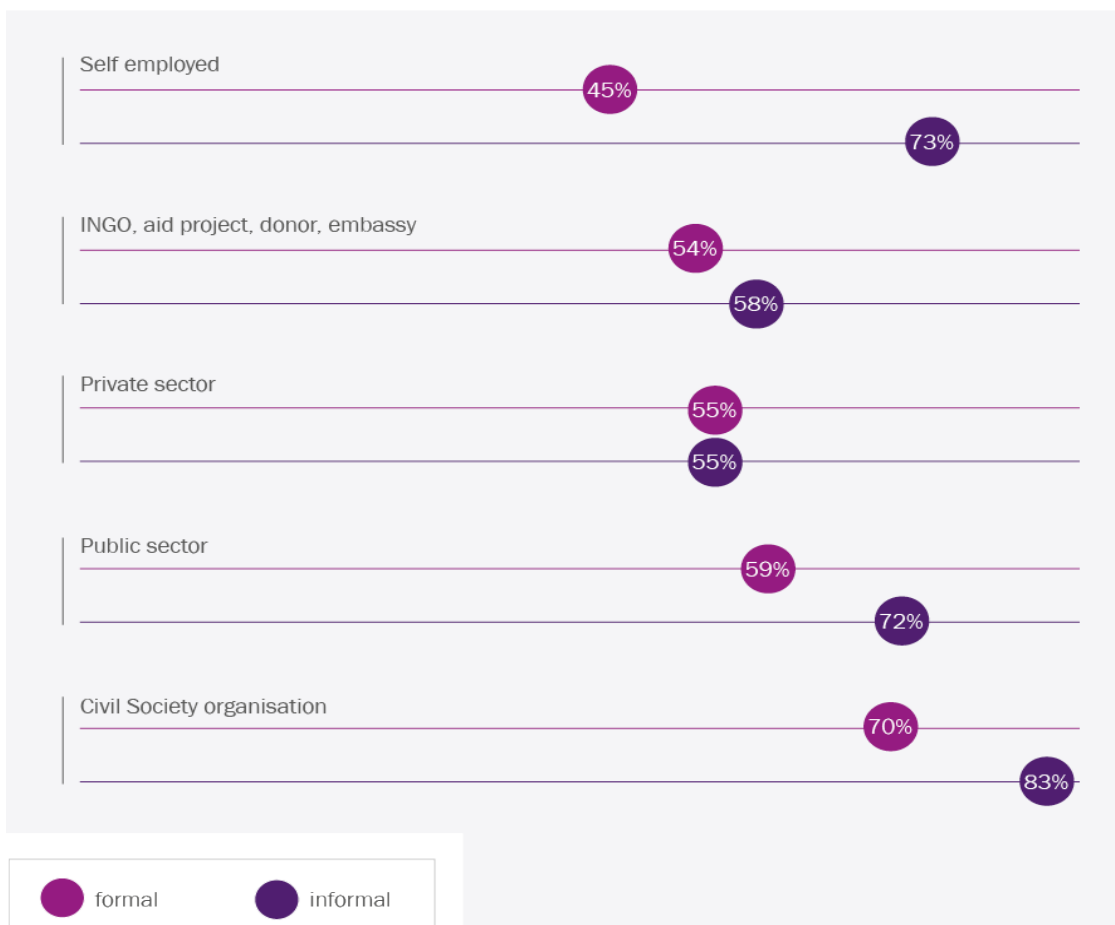 Self employed
45%
73%
INGO, aid project, donor, embassy
54%
58%
Private sector
55%
55%
Public sector
59%
72%
Civil Society organisation
70%
83%
formal informal